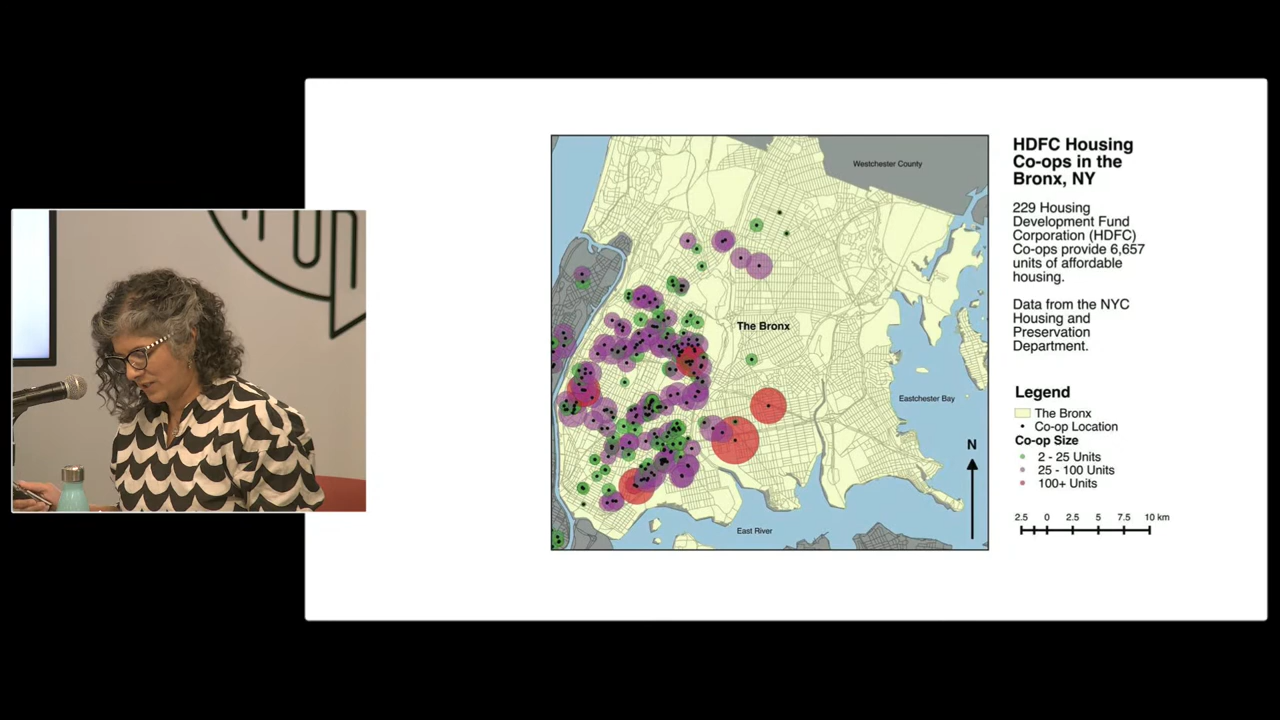 HDFC Housing
Co-ops in the
Bronx, NY
229 Housing
Development Fund
Corporation (HDFC)
Co-ops provide 6,657
units of affordable
housing.
Data from the NYC
Housing and
Preservation
Department.
Legend
The Bronx
Co-op Location
Co-op Size
2 - 25 Units
25 - 100 Units
100+ Units
2.5 0 2.5 5 7.5 10 km
Westchester County
The Bronx
Eastchester Bay
N
East River